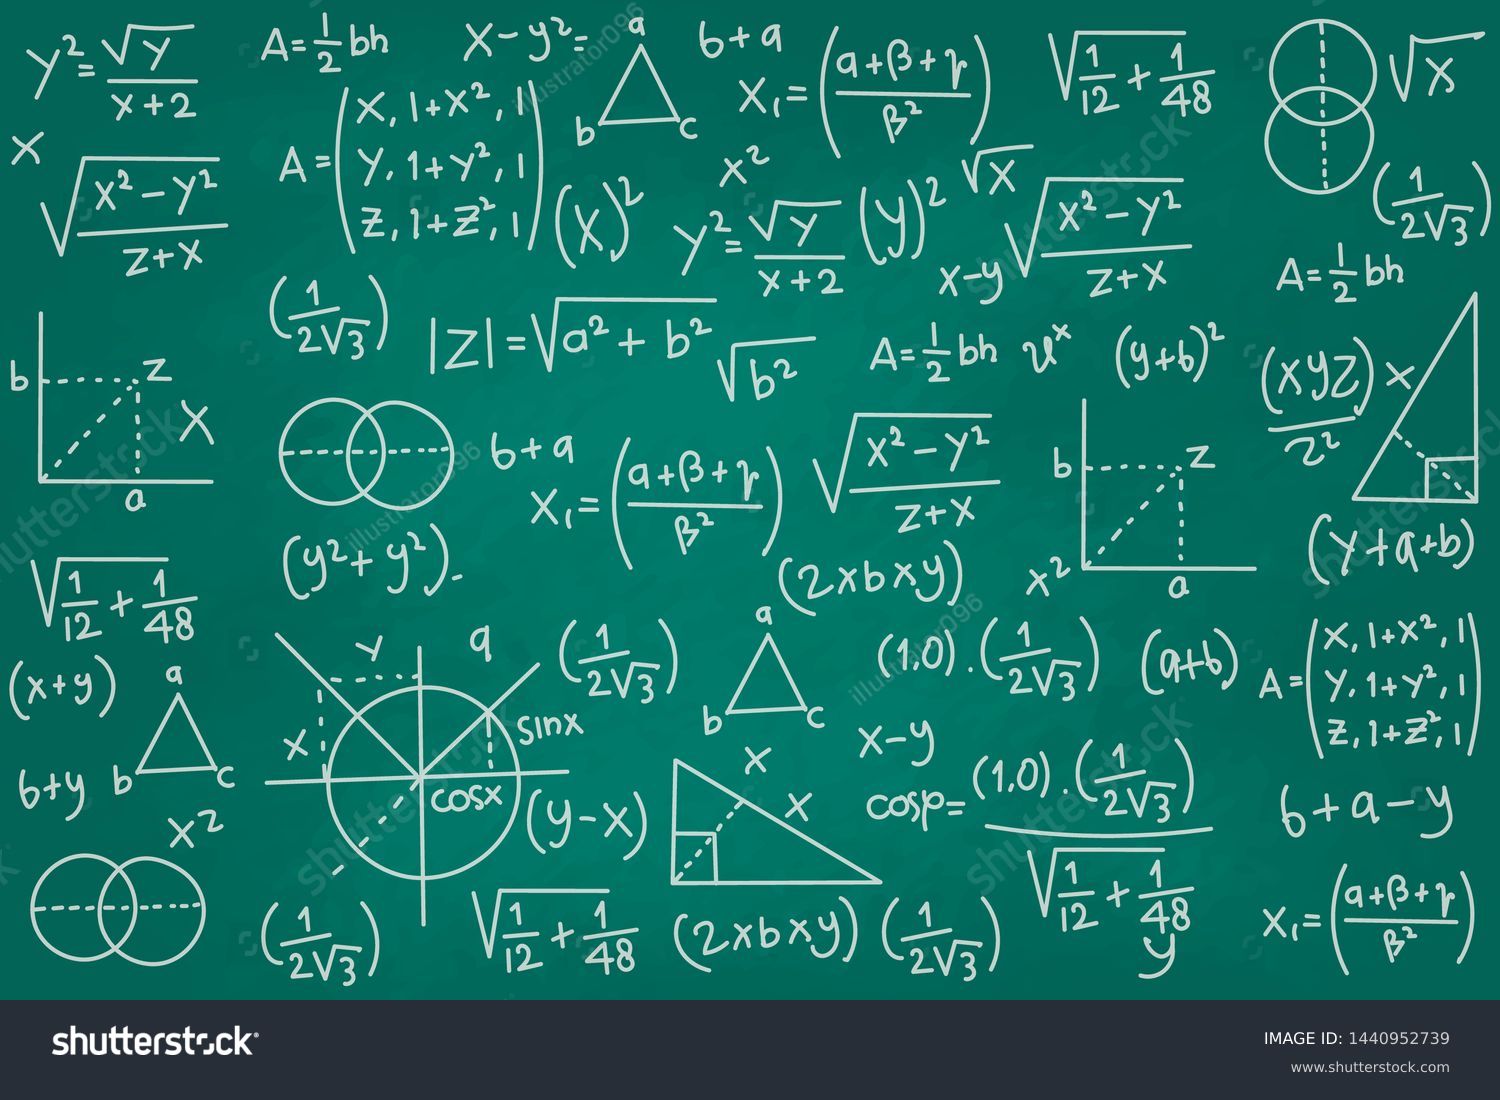 y² = √y / x+2
A = 1/2 bh
x - y² =
a
b c
6+a
x₁ = (a+β+γ / β²)
√1/12 + 1/48
√x
x
√x² - y² / z+x
A = (x, 1+x², 1
y, 1+y², 1
z, 1+z², 1)
(x)²
x²
y² = √y / x+2
(y)²
√x
x-y
√x² - y² / z+x
(1 / 2√3)
A = 1/2 bh
(1 / 2√3)
|z| = √a² + b²
√b²
A = 1/2 bh
(y+b)²
(xyz) / z²
x
b z
x
a
6+a
x₁ = (a+β+γ / β²)
√x² - y² / z+x
b z
x²
a
(y+a+b)
(y² + y²).
(2xbxy)
√1/12 + 1/48
(x+y)
a
b c
6+y
x²
y
q
x
sinx
cosx
(1 / 2√3)
a
b c
(1,0) . (1 / 2√3)
(a+b)
A = (x, 1+x², 1
y, 1+y², 1
z, 1+z², 1)
(y-x)
x
x
x-y
cosp = (1,0) . (1 / 2√3) / √1/12 + 1/48
y
6+a-y
(1 / 2√3)
√1/12 + 1/48
(2xbxy)
(1 / 2√3)
x₁ = (a+β+γ / β²)
shutterstock
IMAGE ID: 1440952739
www.shutterstock.com